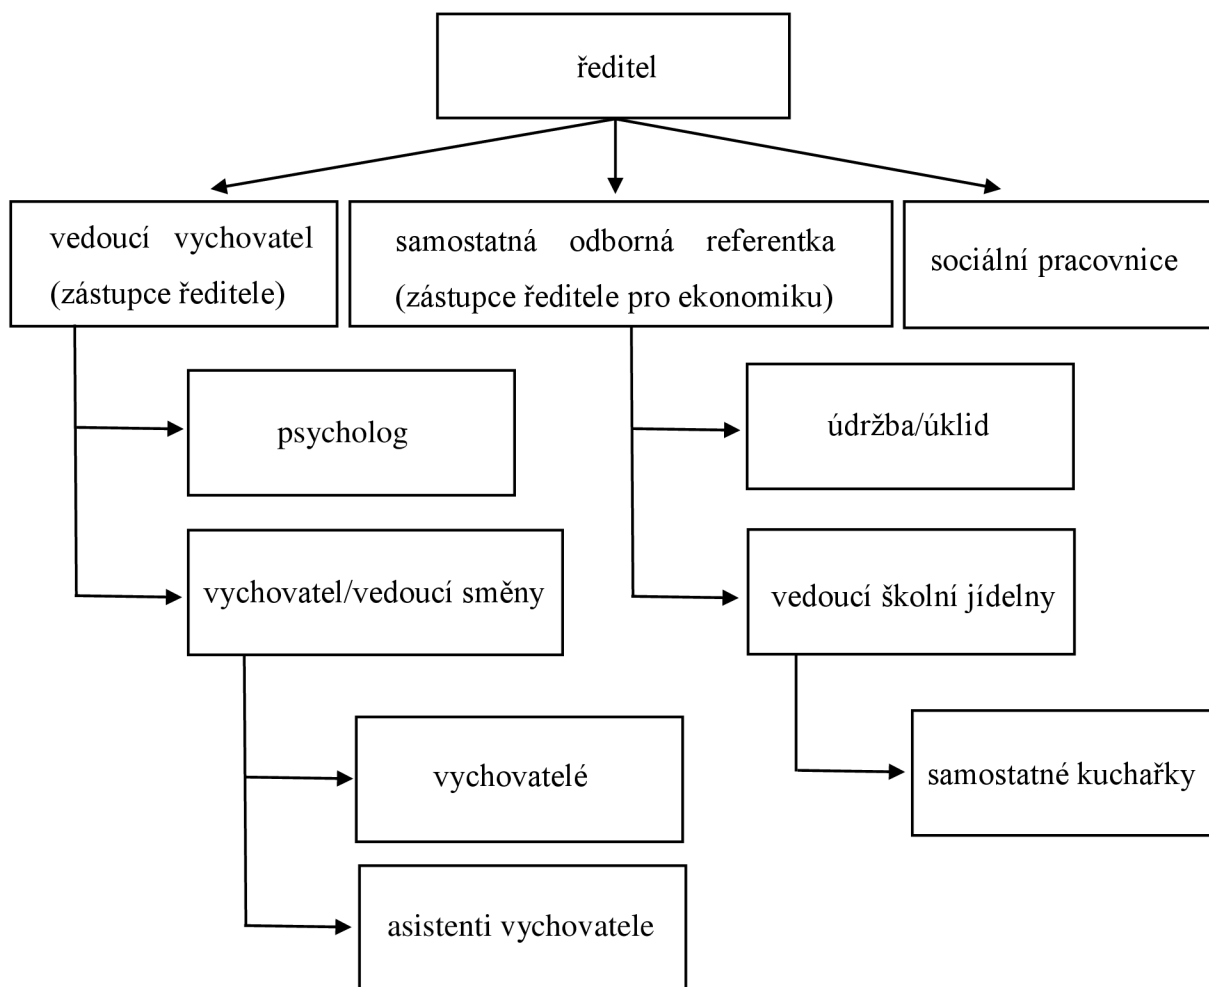 ředitel
vedoucí vychovatel
(zástupce ředitele)
samostatná odborná referentka
(zástupce ředitele pro ekonomiku)
sociální pracovnice
psycholog
údržba/úklid
vychovatel/vedoucí směny
vedoucí školní jídelny
vychovatelé
samostatné kuchařky
asistenti vychovatele